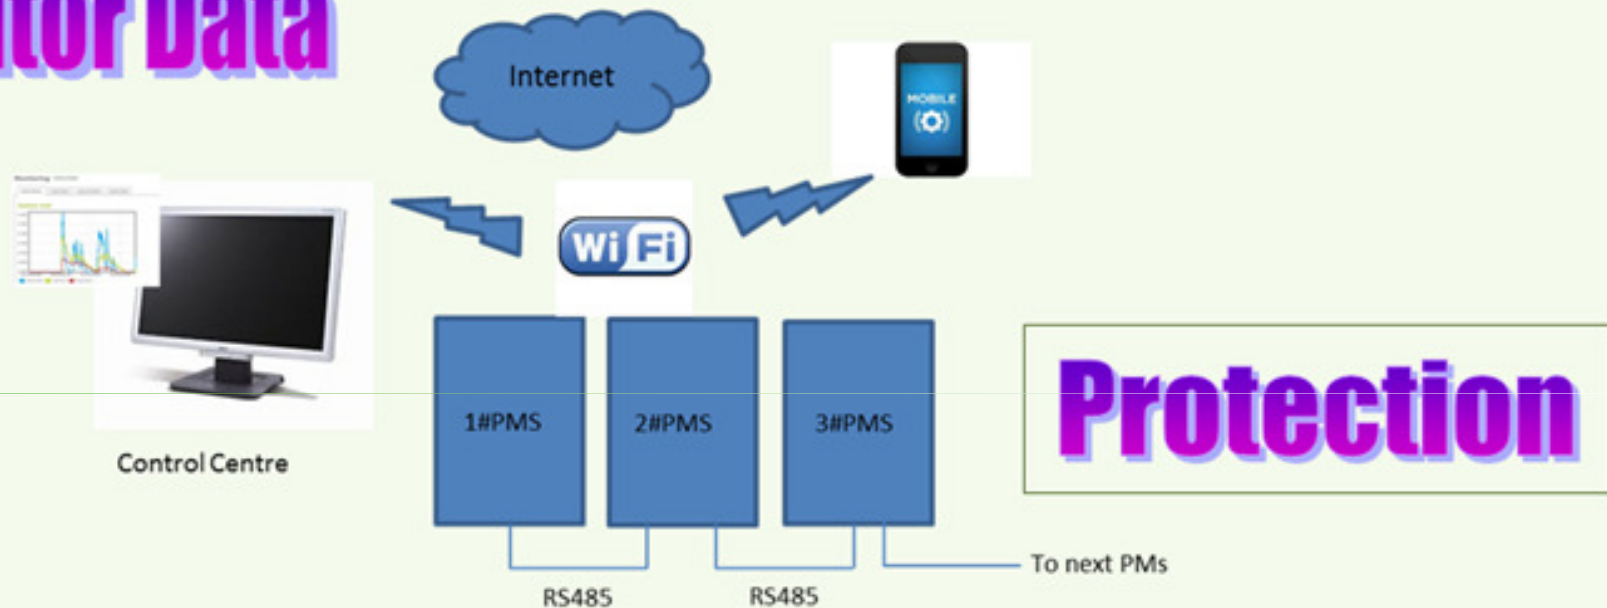 itor Data
Internet
MOBILE
Monitoring
Wi Fi
1#PMS
2#PMS
3#PMS
Protection
Control Centre
To next PMs
RS485
RS485